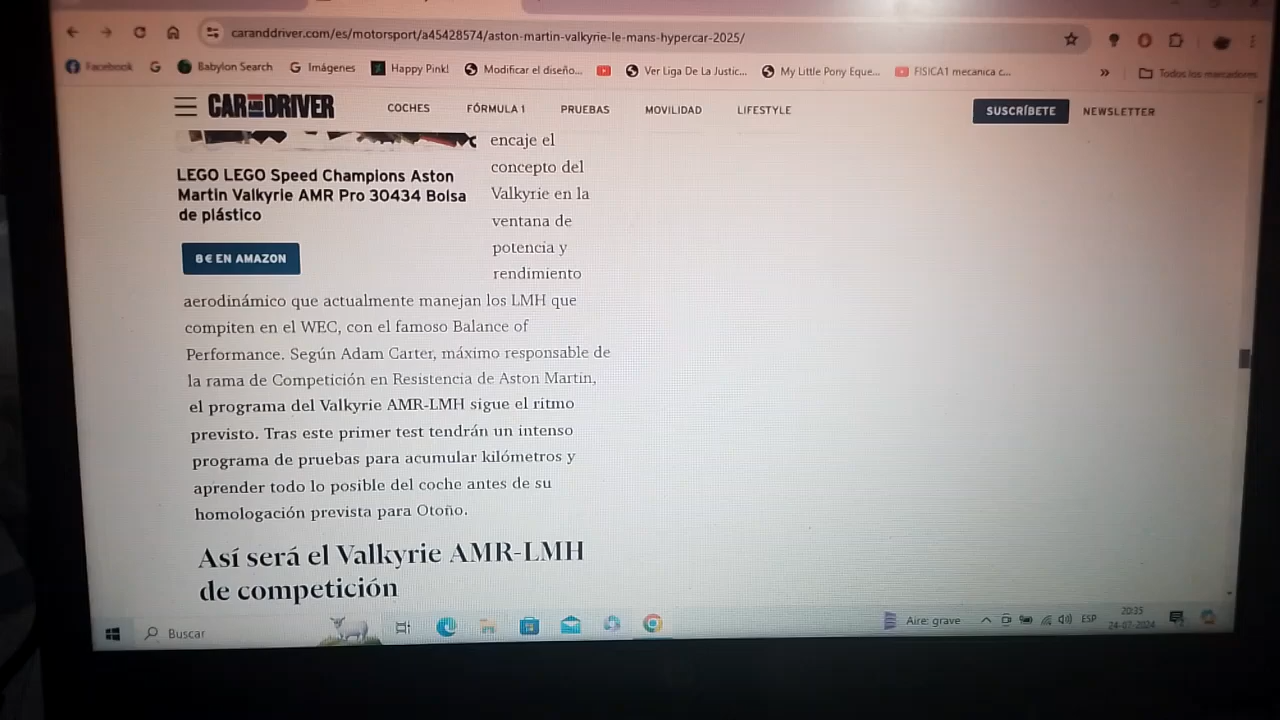 caranddriver.com/es/motorsport/a45428574/aston-martin-valkyrie-le-mans-hypercar-2025/
Facebook G Babylon Search G Imágenes Happy Pink! Modificar el diseño... Ver Liga De La Justic... My Little Pony Eque... FISICA1 mecanica c... » Todos los marcadores
CAR AND DRIVER COCHES FÓRMULA 1 PRUEBAS MOVILIDAD LIFESTYLE SUSCRÍBETE NEWSLETTER
LEGO LEGO Speed Champions Aston
Martin Valkyrie AMR Pro 30434 Bolsa
de plástico
8 € EN AMAZON
encaje el
concepto del
Valkyrie en la
ventana de
potencia y
rendimiento
aerodinámico que actualmente manejan los LMH que
compiten en el WEC, con el famoso Balance of
Performance. Según Adam Carter, máximo responsable de
la rama de Competición en Resistencia de Aston Martin,
el programa del Valkyrie AMR-LMH sigue el ritmo
previsto. Tras este primer test tendrán un intenso
programa de pruebas para acumular kilómetros y
aprender todo lo posible del coche antes de su
homologación prevista para Otoño.
Así será el Valkyrie AMR-LMH
de competición
Buscar Aire: grave ESP 20:35
24-07-2024